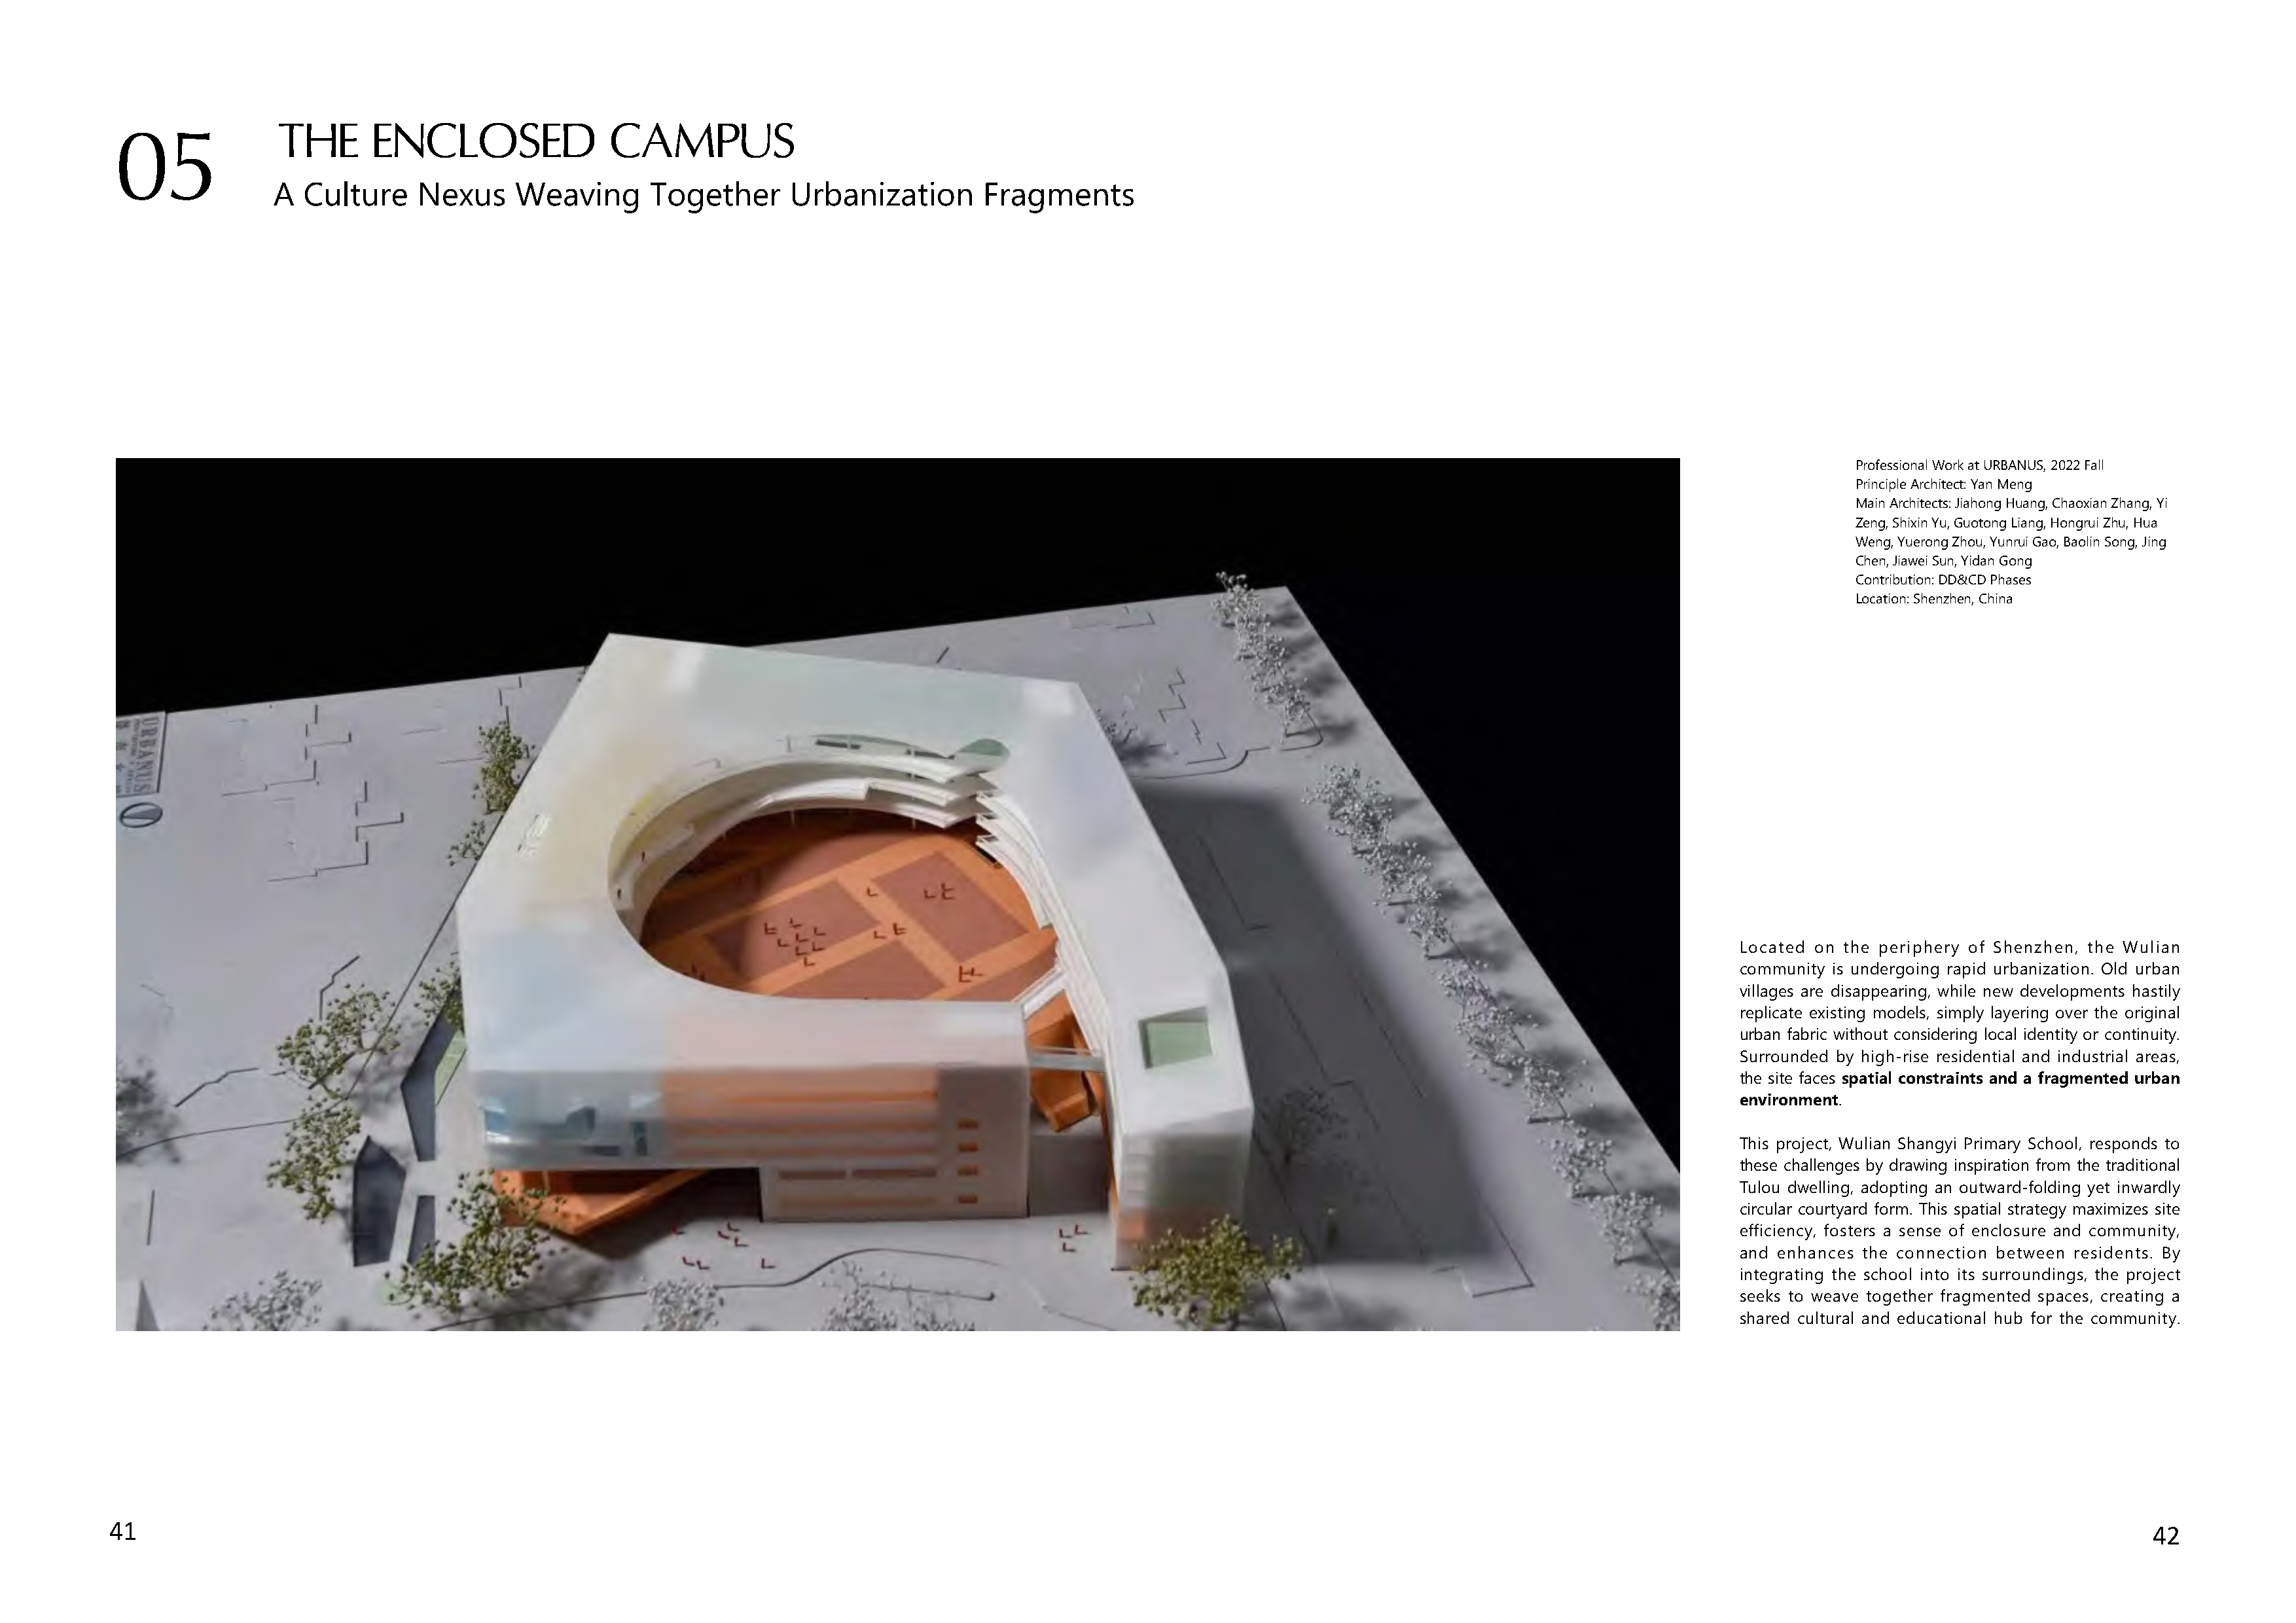 05
THE ENCLOSED CAMPUS
A Culture Nexus Weaving Together Urbanization Fragments
Professional Work at URBANUS, 2022 Fall
Principle Architect: Yan Meng
Main Architects: Jiahong Huang, Chaoxian Zhang, Yi
Zeng, Shixin Yu, Guotong Liang, Hongrui Zhu, Hua
Weng, Yuerong Zhou, Yunrui Gao, Baolin Song, Jing
Chen, Jiawei Sun, Yidan Gong
Contribution: DD&CD Phases
Location: Shenzhen, China
URBANUS
Located on the periphery of Shenzhen, the Wulian
community is undergoing rapid urbanization. Old urban
villages are disappearing, while new developments hastily
replicate existing models, simply layering over the original
urban fabric without considering local identity or continuity.
Surrounded by high-rise residential and industrial areas,
the site faces spatial constraints and a fragmented urban
environment.
This project, Wulian Shangyi Primary School, responds to
these challenges by drawing inspiration from the traditional
Tulou dwelling, adopting an outward-folding yet inwardly
circular courtyard form. This spatial strategy maximizes site
efficiency, fosters a sense of enclosure and community,
and enhances the connection between residents. By
integrating the school into its surroundings, the project
seeks to weave together fragmented spaces, creating a
shared cultural and educational hub for the community.
41
42